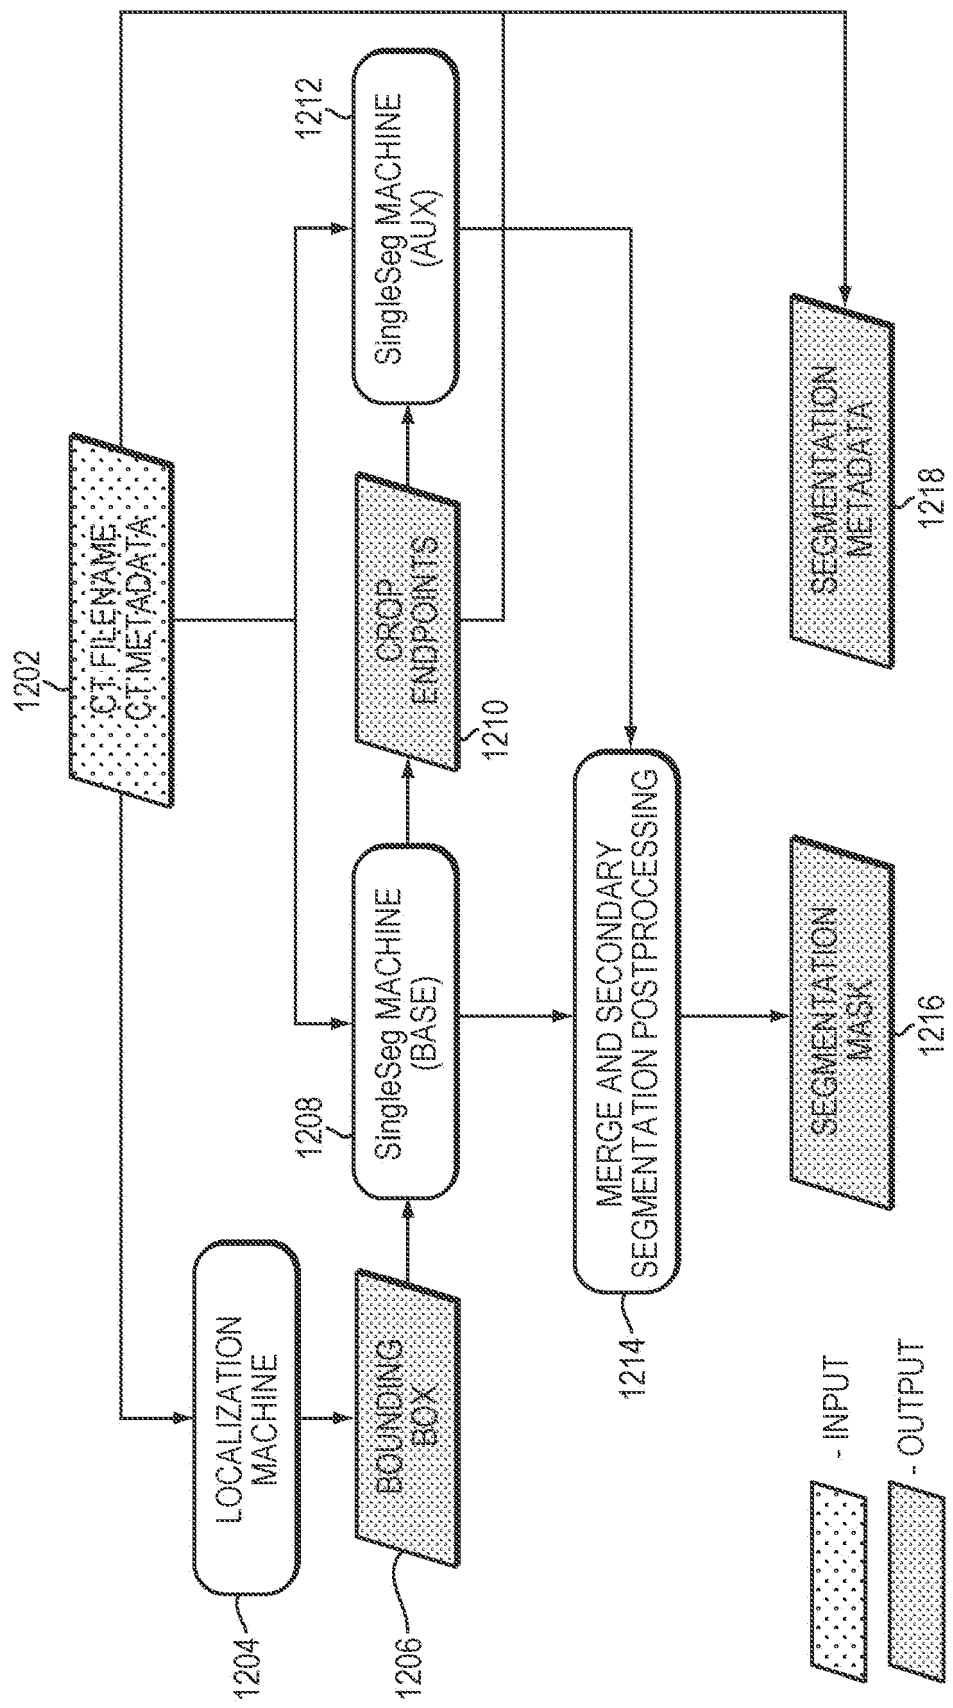 1202
CT FILENAME
CT METADATA
1204
LOCALIZATION
MACHINE
1206
BOUNDING
BOX
1208
SingleSeg MACHINE
(BASE)
1210
CROP
ENDPOINTS
1212
SingleSeg MACHINE
(AUX)
1214
MERGE AND SECONDARY
SEGMENTATION POSTPROCESSING
SEGMENTATION
MASK
1216
SEGMENTATION
METADATA
1218
- INPUT
- OUTPUT